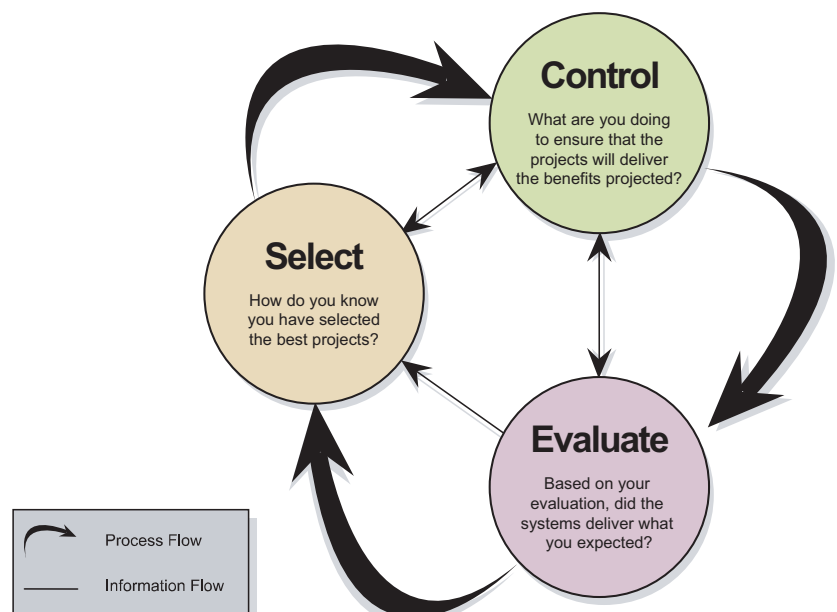 Control
What are you doing
to ensure that the
projects will deliver
the benefits projected?
Select
How do you know
you have selected
the best projects?
Evaluate
Based on your
evaluation, did the
systems deliver what
you expected?
Process Flow
Information Flow